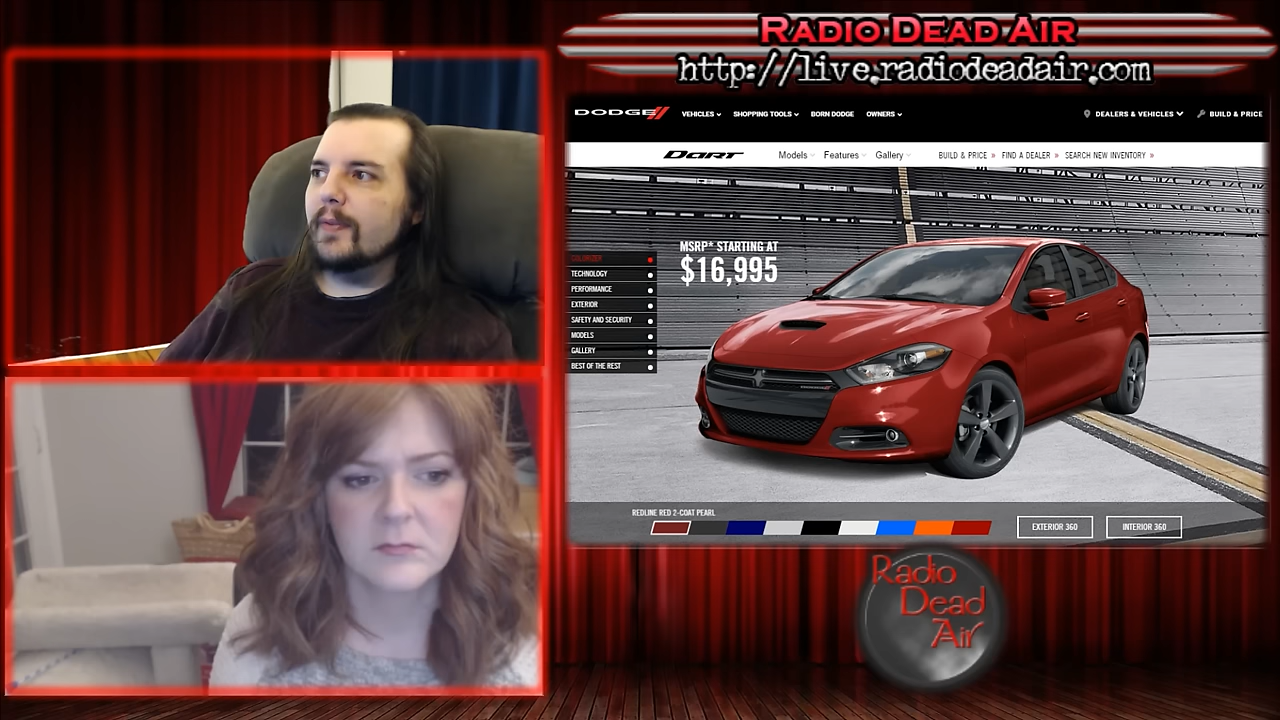 Radio Dead Air
http://live.radiodeadair.com
DODGE VEHICLES SHOPPING TOOLS BORN DODGE OWNERS DEALERS & VEHICLES BUILD & PRICE
DART Models Features Gallery BUILD & PRICE » FIND A DEALER » SEARCH NEW INVENTORY »
MSRP* STARTING AT
$16,995
COLORIZER
TECHNOLOGY
PERFORMANCE
EXTERIOR
SAFETY AND SECURITY
MODELS
GALLERY
BEST OF THE REST
REDLINE RED 2-COAT PEARL
EXTERIOR 360 INTERIOR 360
Radio
Dead
Air